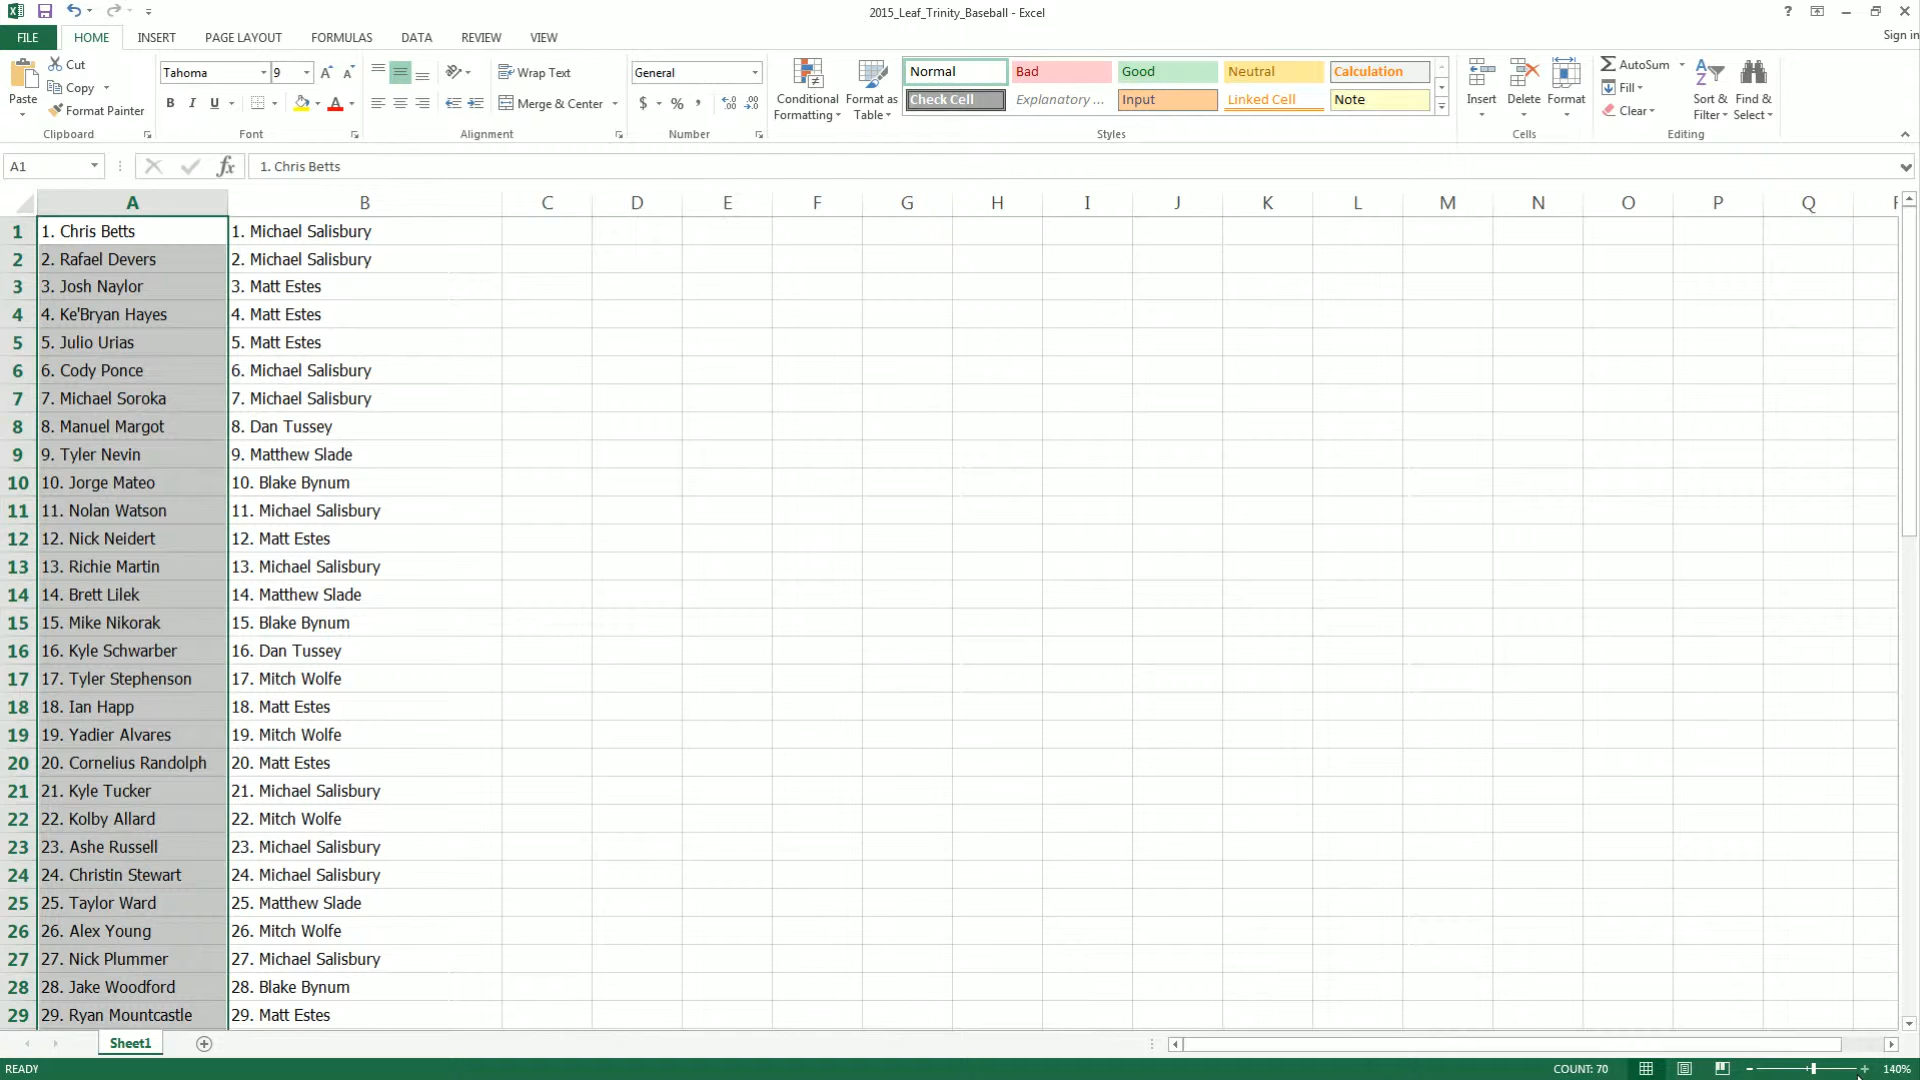 2015_Leaf_Trinity_Baseball - Excel
? 
FILE HOME INSERT PAGE LAYOUT FORMULAS DATA REVIEW VIEW Sign in
Paste Cut Copy Format Painter Clipboard
Tahoma 9 B I U A Font
Wrap Text Merge & Center Alignment
General $ % , Number
Conditional Formatting Format as Table
Normal Bad Good Neutral Calculation
Check Cell Explanatory ... Input Linked Cell Note
Styles
Insert Delete Format Cells
AutoSum Fill Clear Sort & Filter Find & Select Editing
A1 fx 1. Chris Betts
A B C D E F G H I J K L M N O P Q
1 1. Chris Betts 1. Michael Salisbury
2 2. Rafael Devers 2. Michael Salisbury
3 3. Josh Naylor 3. Matt Estes
4 4. Ke'Bryan Hayes 4. Matt Estes
5 5. Julio Urias 5. Matt Estes
6 6. Cody Ponce 6. Michael Salisbury
7 7. Michael Soroka 7. Michael Salisbury
8 8. Manuel Margot 8. Dan Tussey
9 9. Tyler Nevin 9. Matthew Slade
10 10. Jorge Mateo 10. Blake Bynum
11 11. Nolan Watson 11. Michael Salisbury
12 12. Nick Neidert 12. Matt Estes
13 13. Richie Martin 13. Michael Salisbury
14 14. Brett Lilek 14. Matthew Slade
15 15. Mike Nikorak 15. Blake Bynum
16 16. Kyle Schwarber 16. Dan Tussey
17 17. Tyler Stephenson 17. Mitch Wolfe
18 18. Ian Happ 18. Matt Estes
19 19. Yadier Alvares 19. Mitch Wolfe
20 20. Cornelius Randolph 20. Matt Estes
21 21. Kyle Tucker 21. Michael Salisbury
22 22. Kolby Allard 22. Mitch Wolfe
23 23. Ashe Russell 23. Michael Salisbury
24 24. Christin Stewart 24. Michael Salisbury
25 25. Taylor Ward 25. Matthew Slade
26 26. Alex Young 26. Mitch Wolfe
27 27. Nick Plummer 27. Michael Salisbury
28 28. Jake Woodford 28. Blake Bynum
29 29. Ryan Mountcastle 29. Matt Estes
Sheet1
READY COUNT: 70 140%